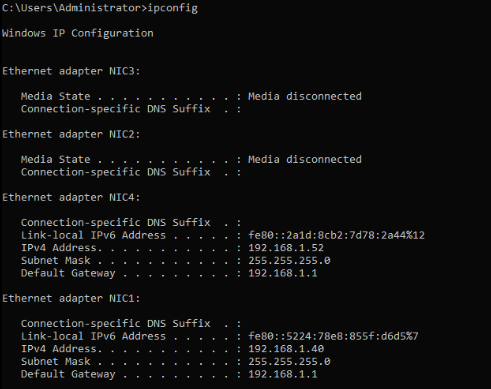 C:\Users\Administrator>ipconfig
Windows IP Configuration
Ethernet adapter NIC3:
Media State . . . . . . . . . . . : Media disconnected
Connection-specific DNS Suffix  . :
Ethernet adapter NIC2:
Media State . . . . . . . . . . . : Media disconnected
Connection-specific DNS Suffix  . :
Ethernet adapter NIC4:
Connection-specific DNS Suffix  . :
Link-local IPv6 Address . . . . . : fe80::2a1d:8cb2:7d78:2a44%12
IPv4 Address. . . . . . . . . . . : 192.168.1.52
Subnet Mask . . . . . . . . . . . : 255.255.255.0
Default Gateway . . . . . . . . . : 192.168.1.1
Ethernet adapter NIC1:
Connection-specific DNS Suffix  . :
Link-local IPv6 Address . . . . . : fe80::5224:78e8:855f:d6d5%7
IPv4 Address. . . . . . . . . . . : 192.168.1.40
Subnet Mask . . . . . . . . . . . : 255.255.255.0
Default Gateway . . . . . . . . . : 192.168.1.1